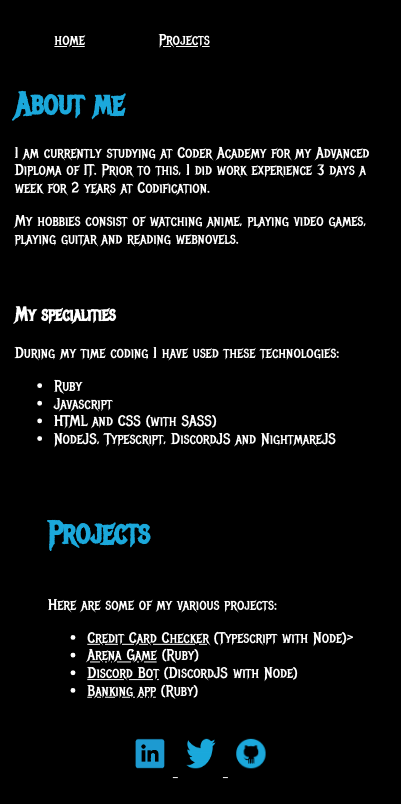 home Projects
About me
I am currently studying at Coder Academy for my Advanced
Diploma of IT. Prior to this, I did work experience 3 days a
week for 2 years at Codification.
My hobbies consist of watching anime, playing video games,
playing guitar and reading webnovels.
My specialities
During my time coding I have used these technologies:
• Ruby
• Javascript
• HTML and CSS (with SASS)
• NodeJS, Typescript, DiscordJS and NightmareJS
Projects
Here are some of my various projects:
• Credit Card Checker (Typescript with Node)>
• Arena Game (Ruby)
• Discord Bot (DiscordJS with Node)
• Banking app (Ruby)
in